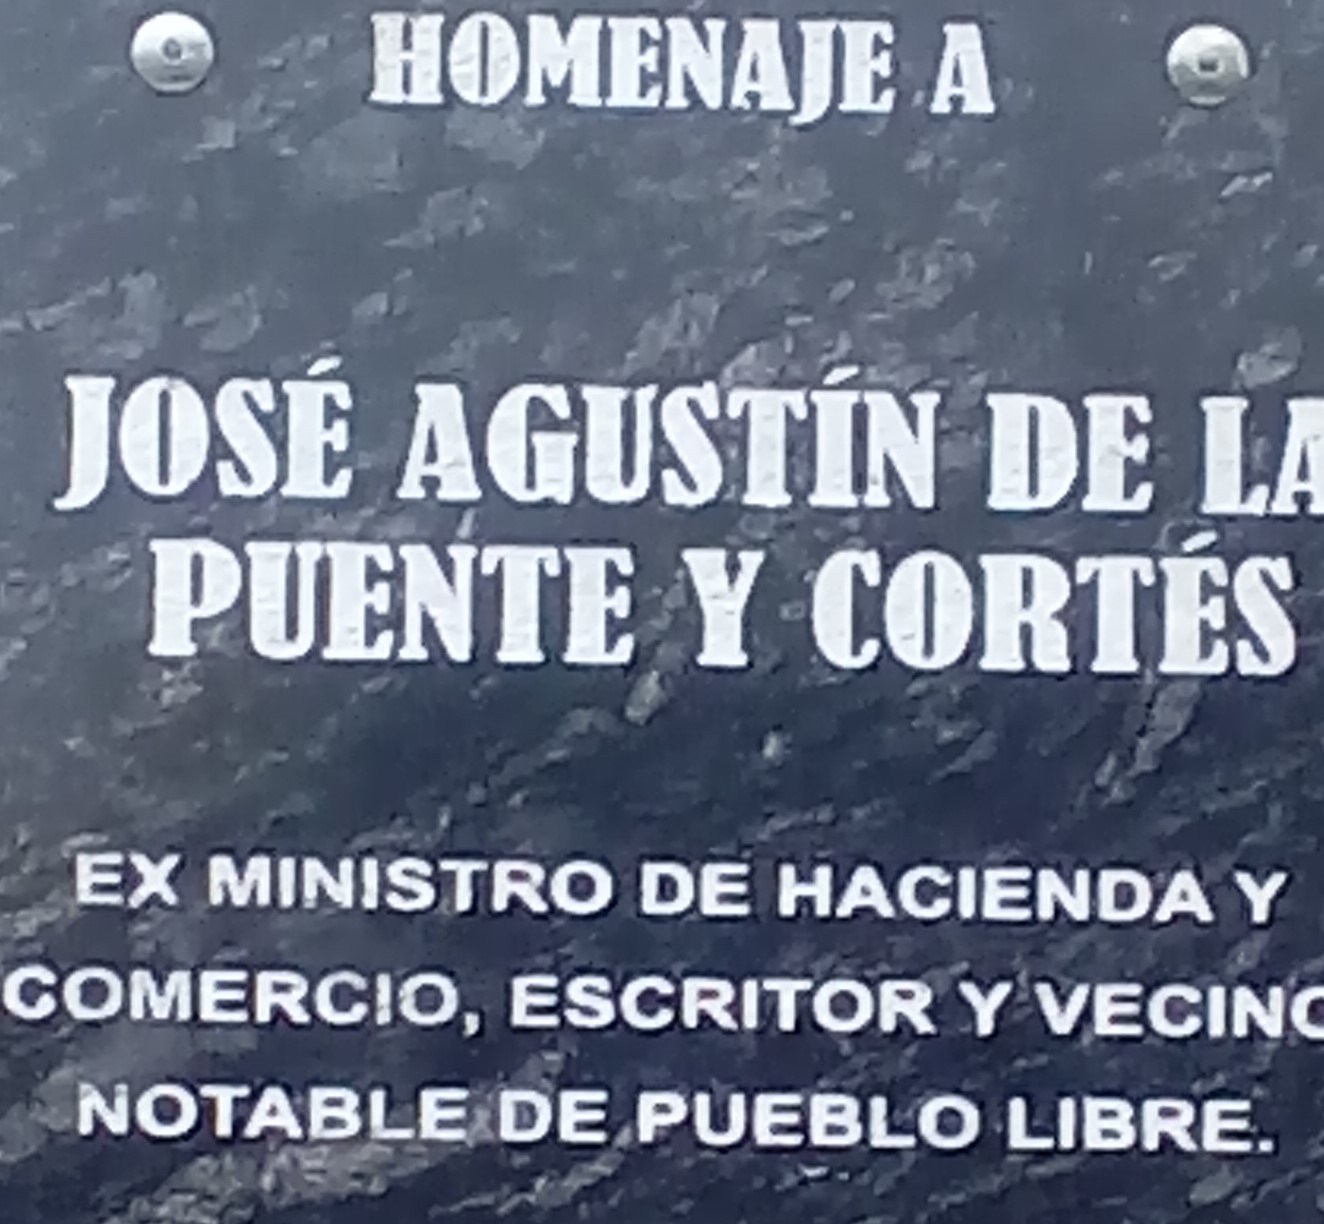 HOMENAJE A
JOSÉ AGUSTÍN DE LA
PUENTE Y CORTÉS
EX MINISTRO DE HACIENDA Y
COMERCIO, ESCRITOR Y VECINO
NOTABLE DE PUEBLO LIBRE.